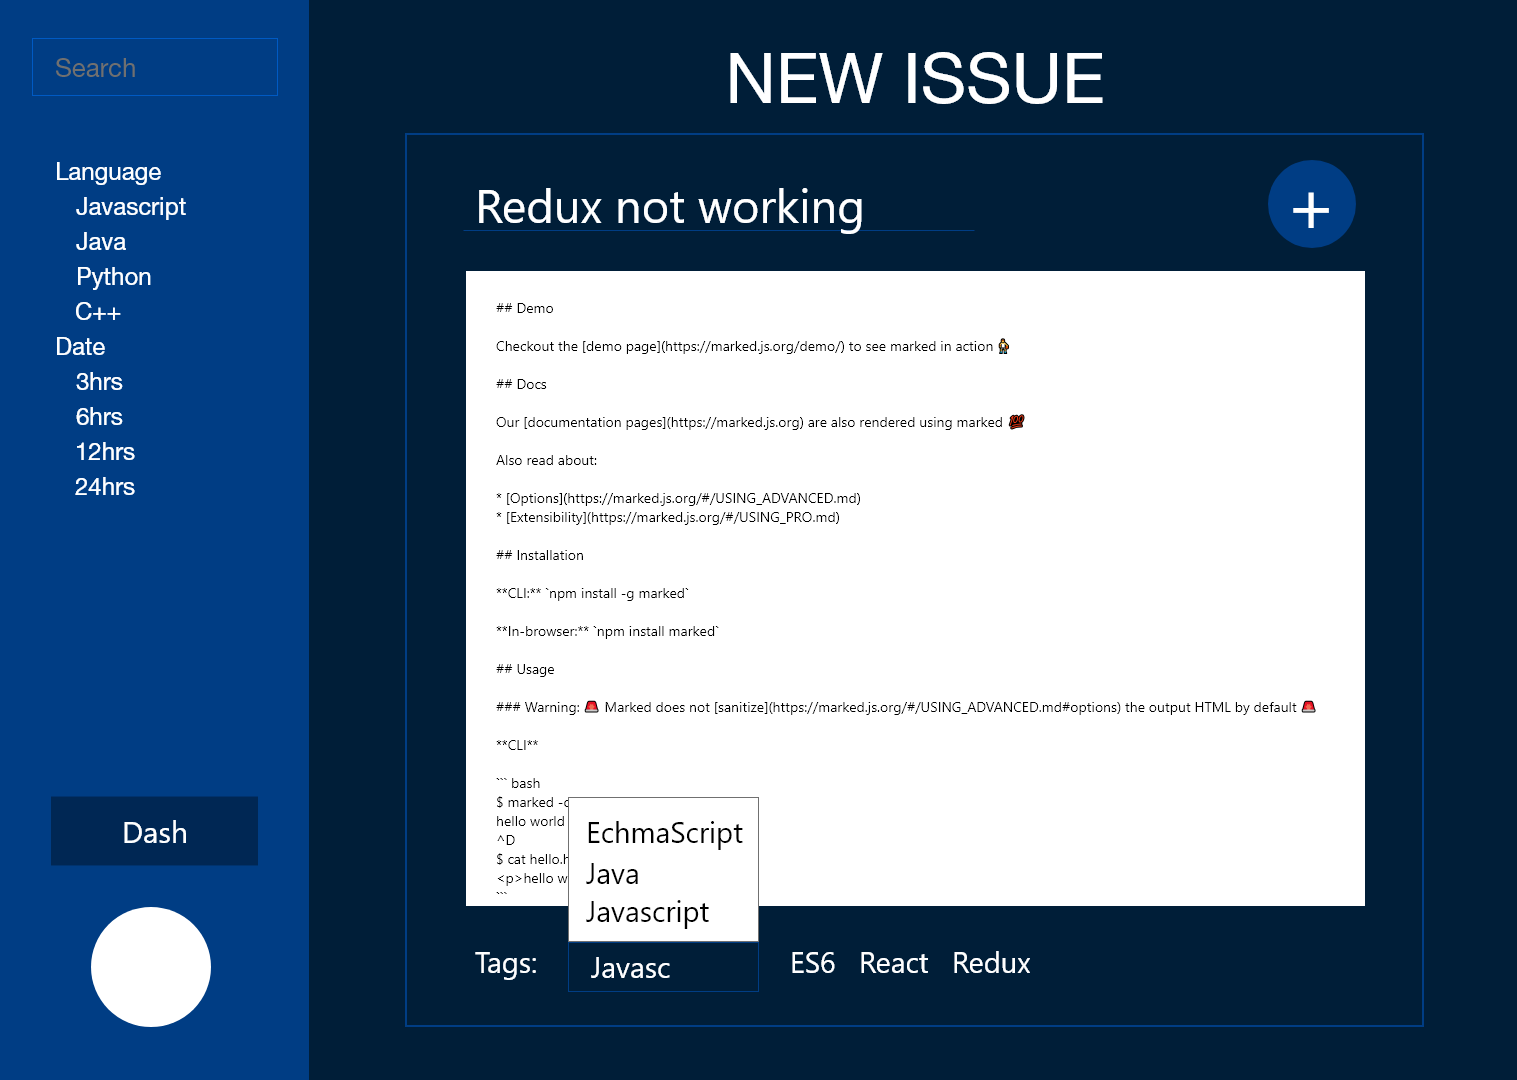 Search
Language
Javascript
Java
Python
C++
Date
3hrs
6hrs
12hrs
24hrs
Dash
NEW ISSUE
Redux not working
+
## Demo
Checkout the [demo page](https://marked.js.org/demo/) to see marked in action
## Docs
Our [documentation pages](https://marked.js.org) are also rendered using marked 💯
Also read about:
* [Options](https://marked.js.org/#/USING_ADVANCED.md)
* [Extensibility](https://marked.js.org/#/USING_PRO.md)
## Installation
**CLI:** `npm install -g marked`
**In-browser:** `npm install marked`
## Usage
### Warning: 🚨 Marked does not [sanitize](https://marked.js.org/#/USING_ADVANCED.md#options) the output HTML by default 🚨
**CLI**
``` bash
$ marked -
hello world
^D
$ cat hello.
<p>hello
```
EchmaScript
Java
Javascript
Tags:
Javasc
ES6 React Redux